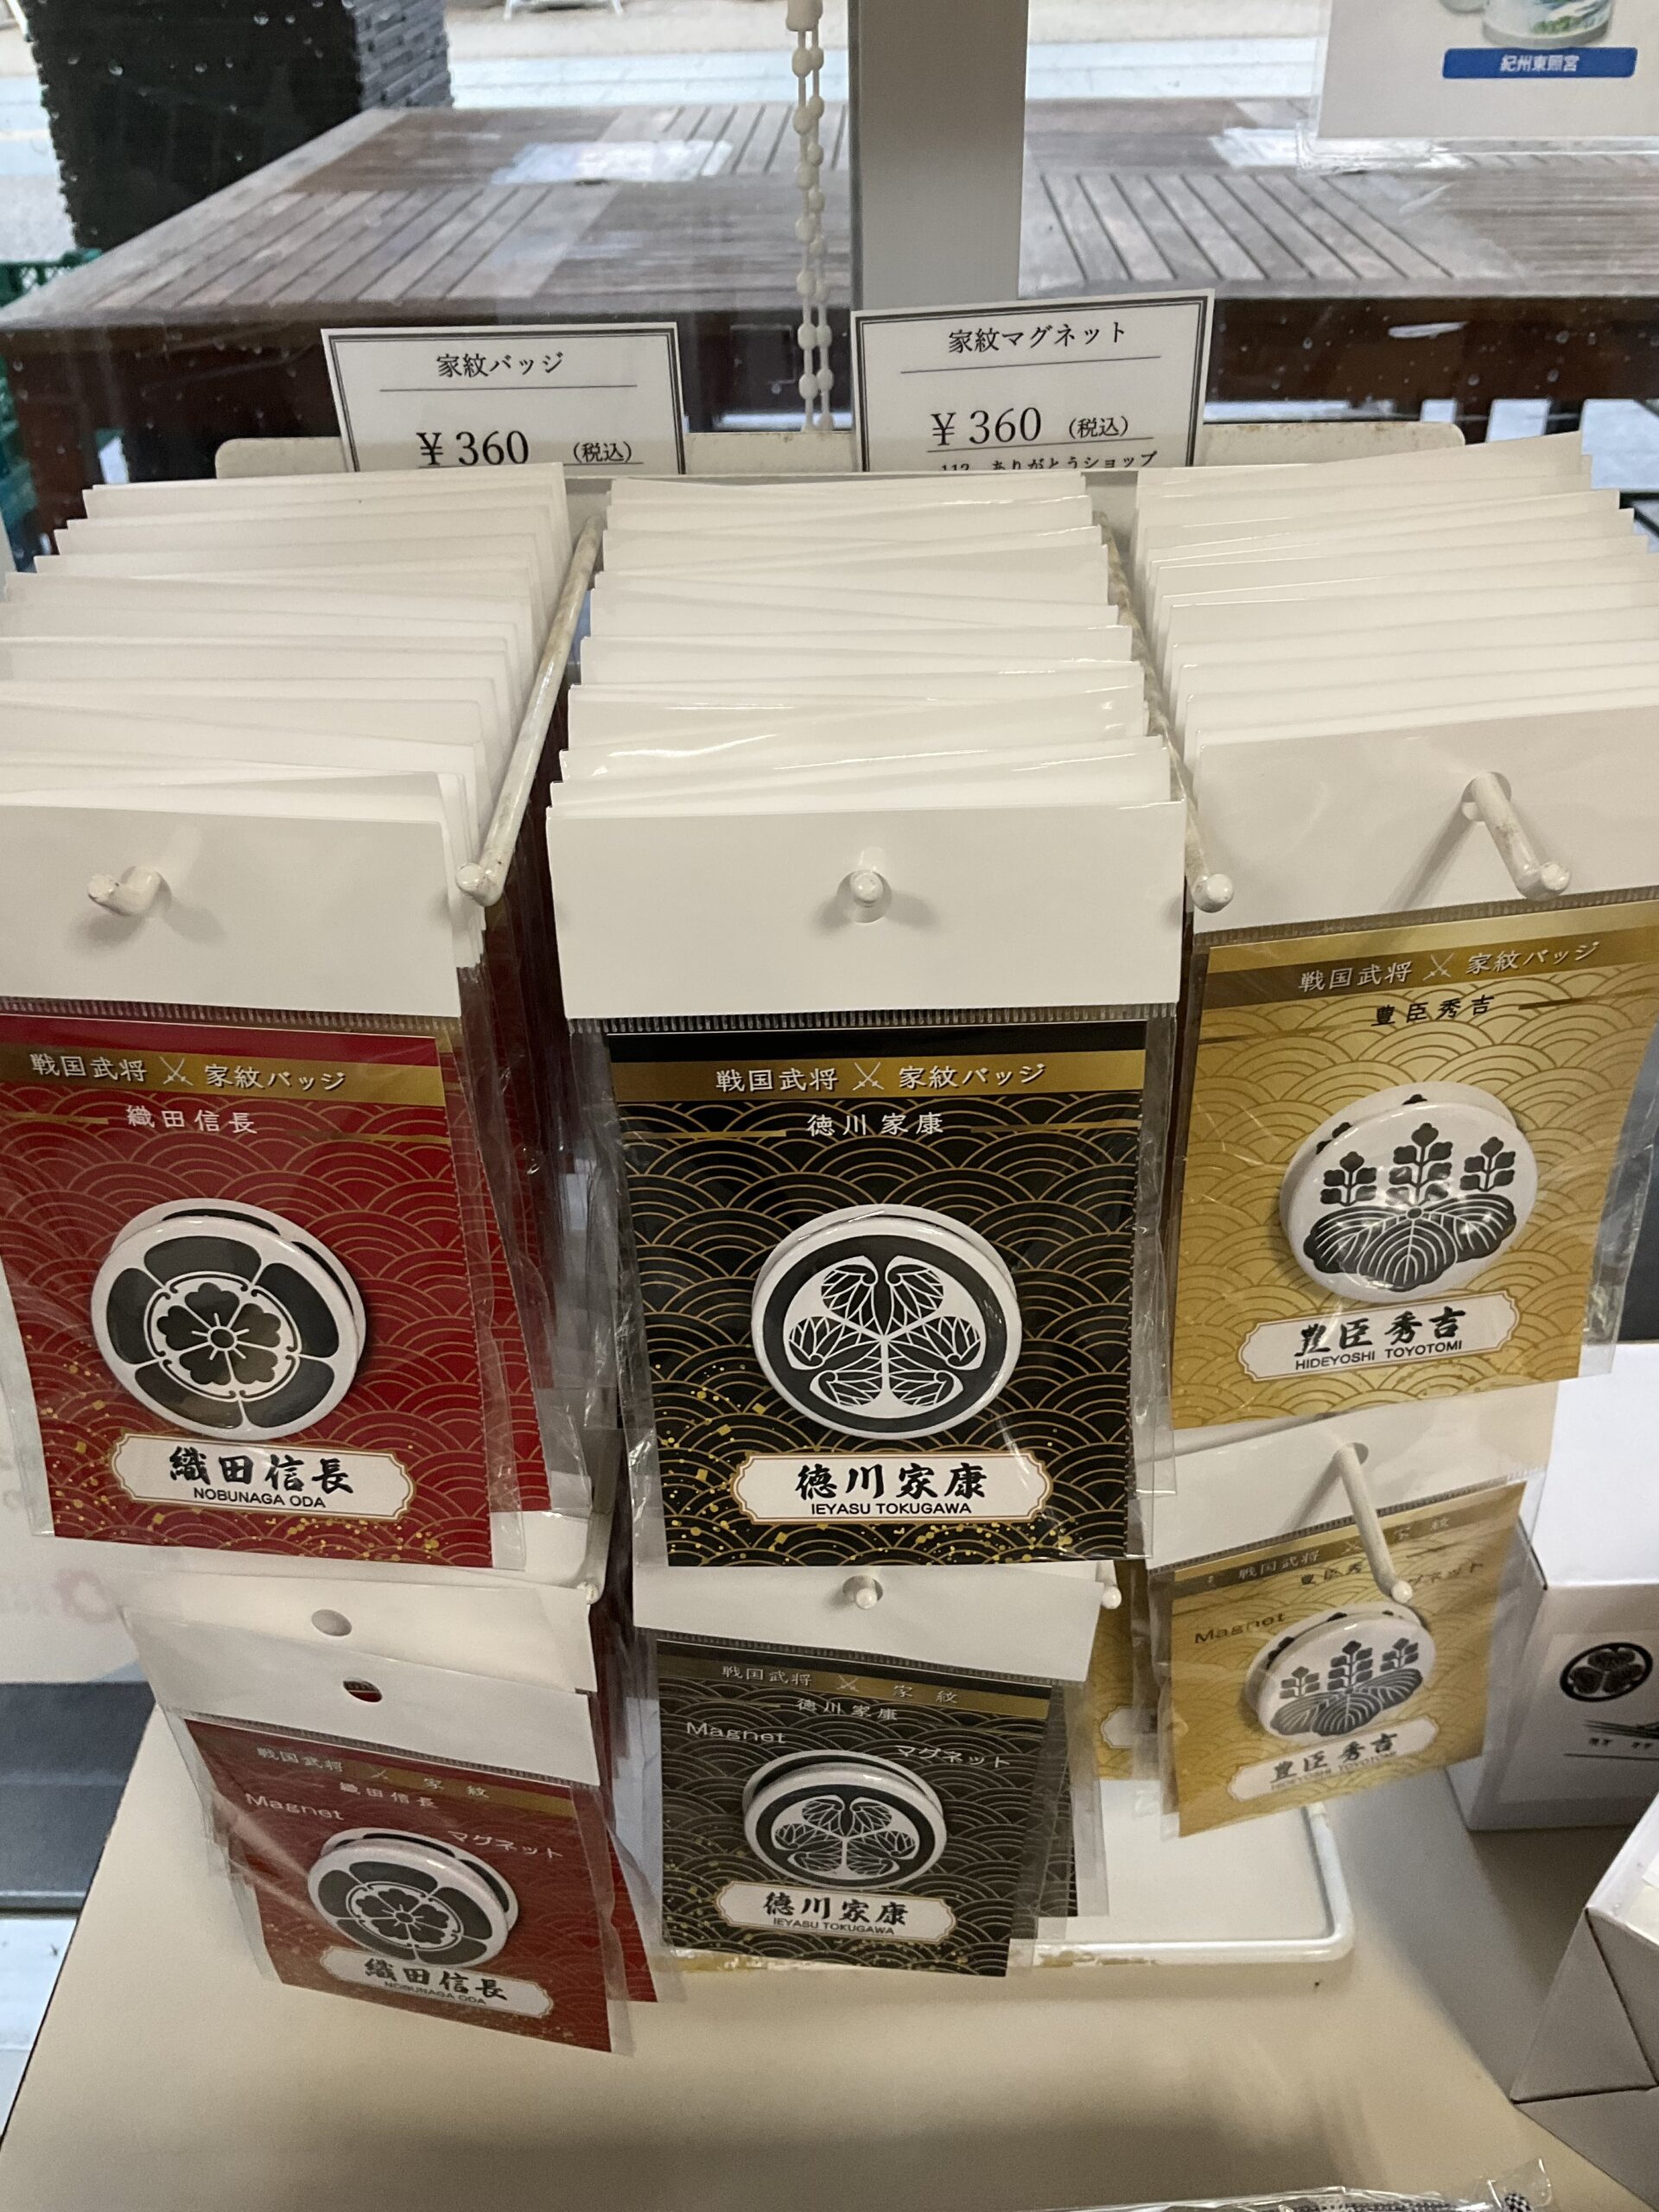 紀州東照宮
家紋バッジ
¥360 (税込)
家紋マグネット
¥360 (税込)
ありがとうショップ
戦国武将 家紋バッジ
織田信長
織田信長
NOBUNAGA ODA
戦国武将 家紋バッジ
徳川家康
徳川家康
IEYASU TOKUGAWA
戦国武将 家紋バッジ
豊臣秀吉
豊臣秀吉
HIDEYOSHI TOYOTOMI
戦国武将 家紋
織田信長
Magnet
マグネット
織田信長
NOBUNAGA ODA
戦国武将 家紋
徳川家康
Magnet
マグネット
徳川家康
IEYASU TOKUGAWA
戦国武将 家紋
Magnet
豊臣秀吉
HIDEYOSHI TOYOTOMI